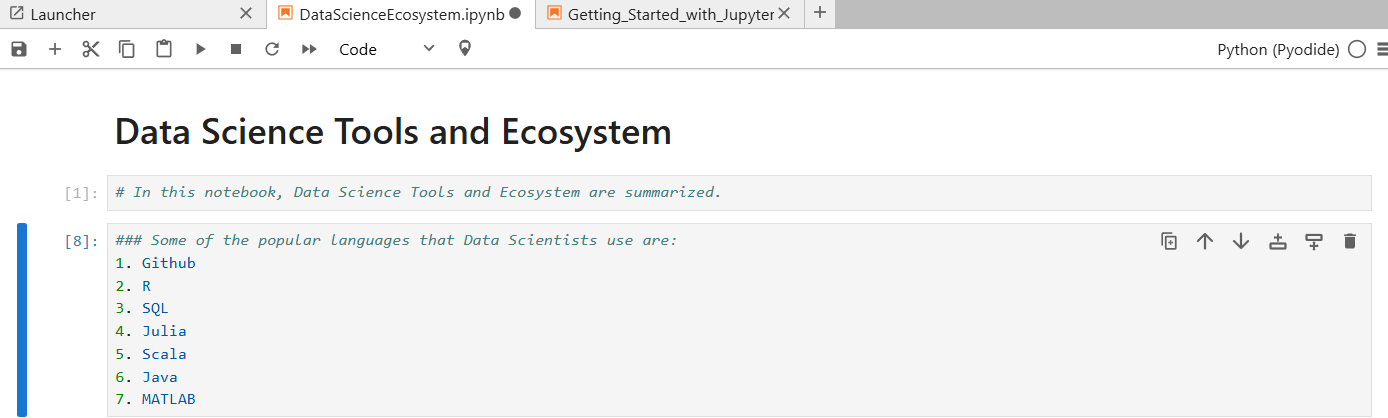 Launcher
DataScienceEcosystem.ipynb
Getting_Started_with_Jupyter
Code
Python (Pyodide)
Data Science Tools and Ecosystem
[1]: # In this notebook, Data Science Tools and Ecosystem are summarized.
[8]: ### Some of the popular languages that Data Scientists use are:
1. Github
2. R
3. SQL
4. Julia
5. Scala
6. Java
7. MATLAB